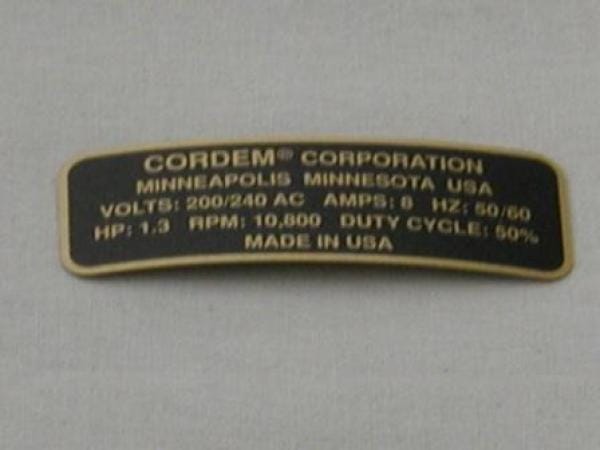 CORDEM® CORPORATION
MINNEAPOLIS MINNESOTA USA
VOLTS: 200/240 AC AMPS: 8 HZ: 50/60
HP: 1.3 RPM: 10,800 DUTY CYCLE: 50%
MADE IN USA